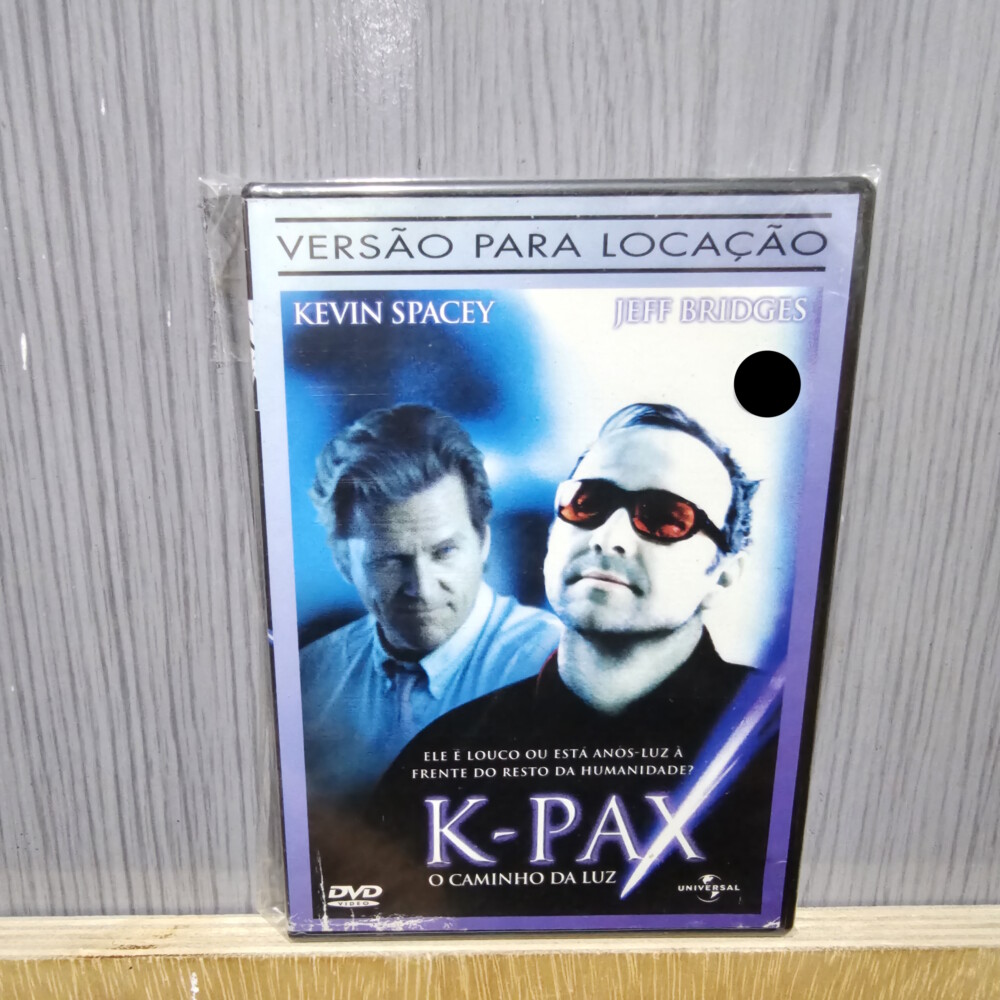 VERSÃO PARA LOCAÇÃO
KEVIN SPACEY JEFF BRIDGES
ELE É LOUCO OU ESTÁ ANOS-LUZ À
FRENTE DO RESTO DA HUMANIDADE?
K-PAX
O CAMINHO DA LUZ
DVD
VIDEO
UNIVERSAL